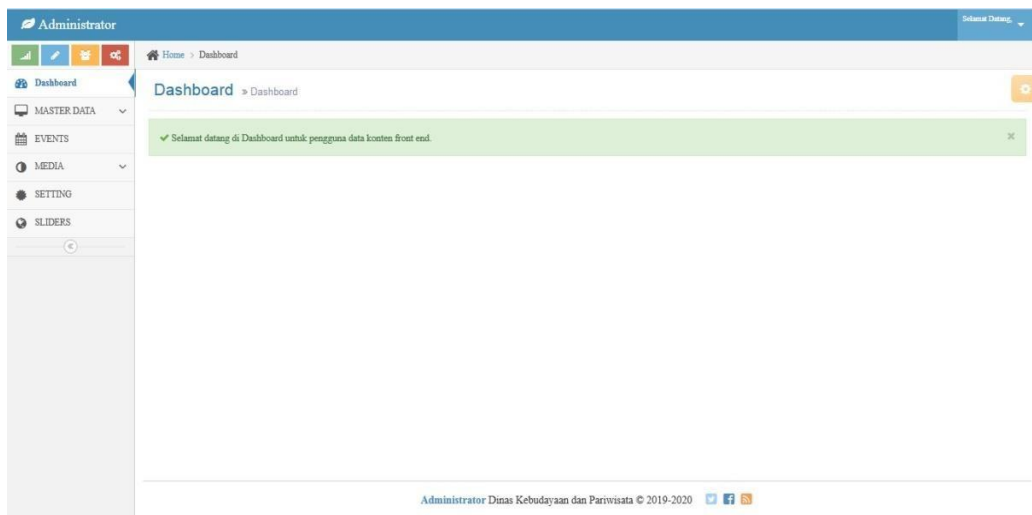 Administrator
Selamat Datang,
Home > Dashboard
Dashboard » Dashboard
Dashboard
MASTER DATA
EVENTS
MEDIA
SETTING
SLIDERS
Selamat datang di Dashboard untuk pengguna data konten front end.
Administrator Dinas Kebudayaan dan Pariwisata © 2019-2020